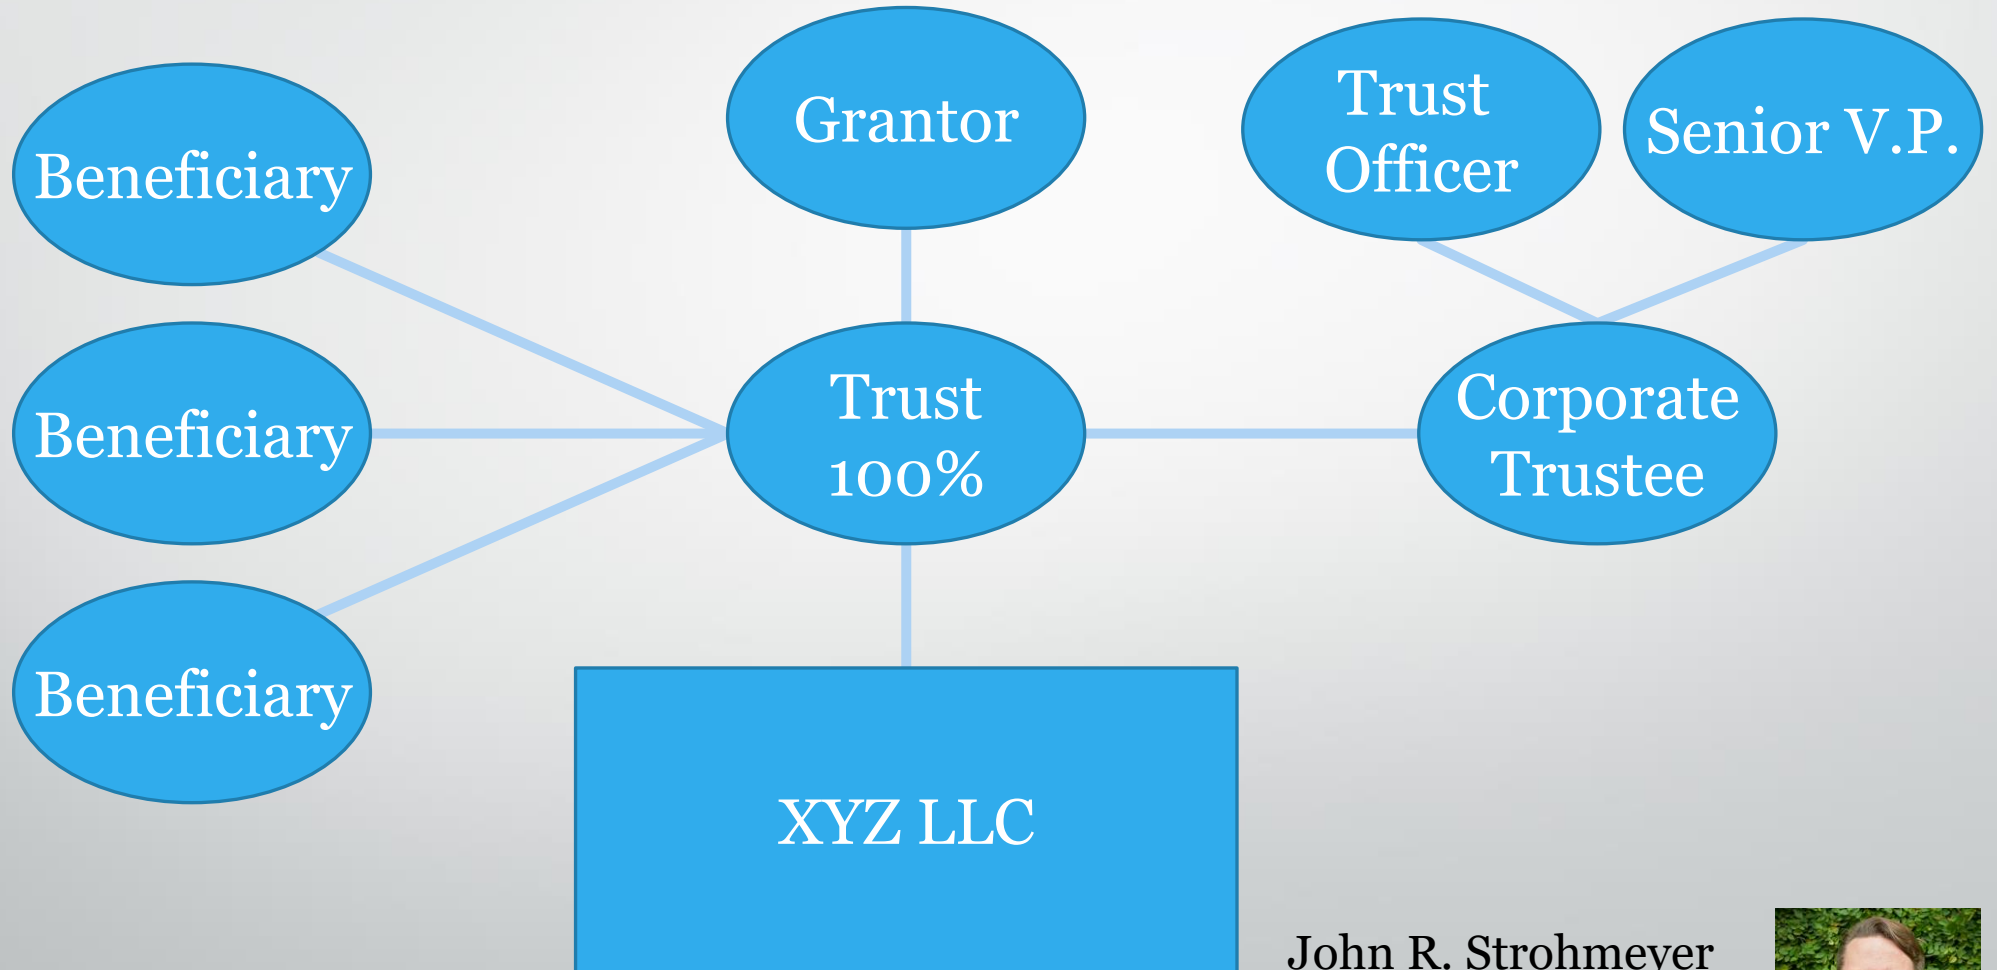 Grantor
Trust
Officer
Senior V.P.
Beneficiary
Beneficiary
Trust
100%
Corporate
Trustee
Beneficiary
XYZ LLC
John R. Strohmeyer